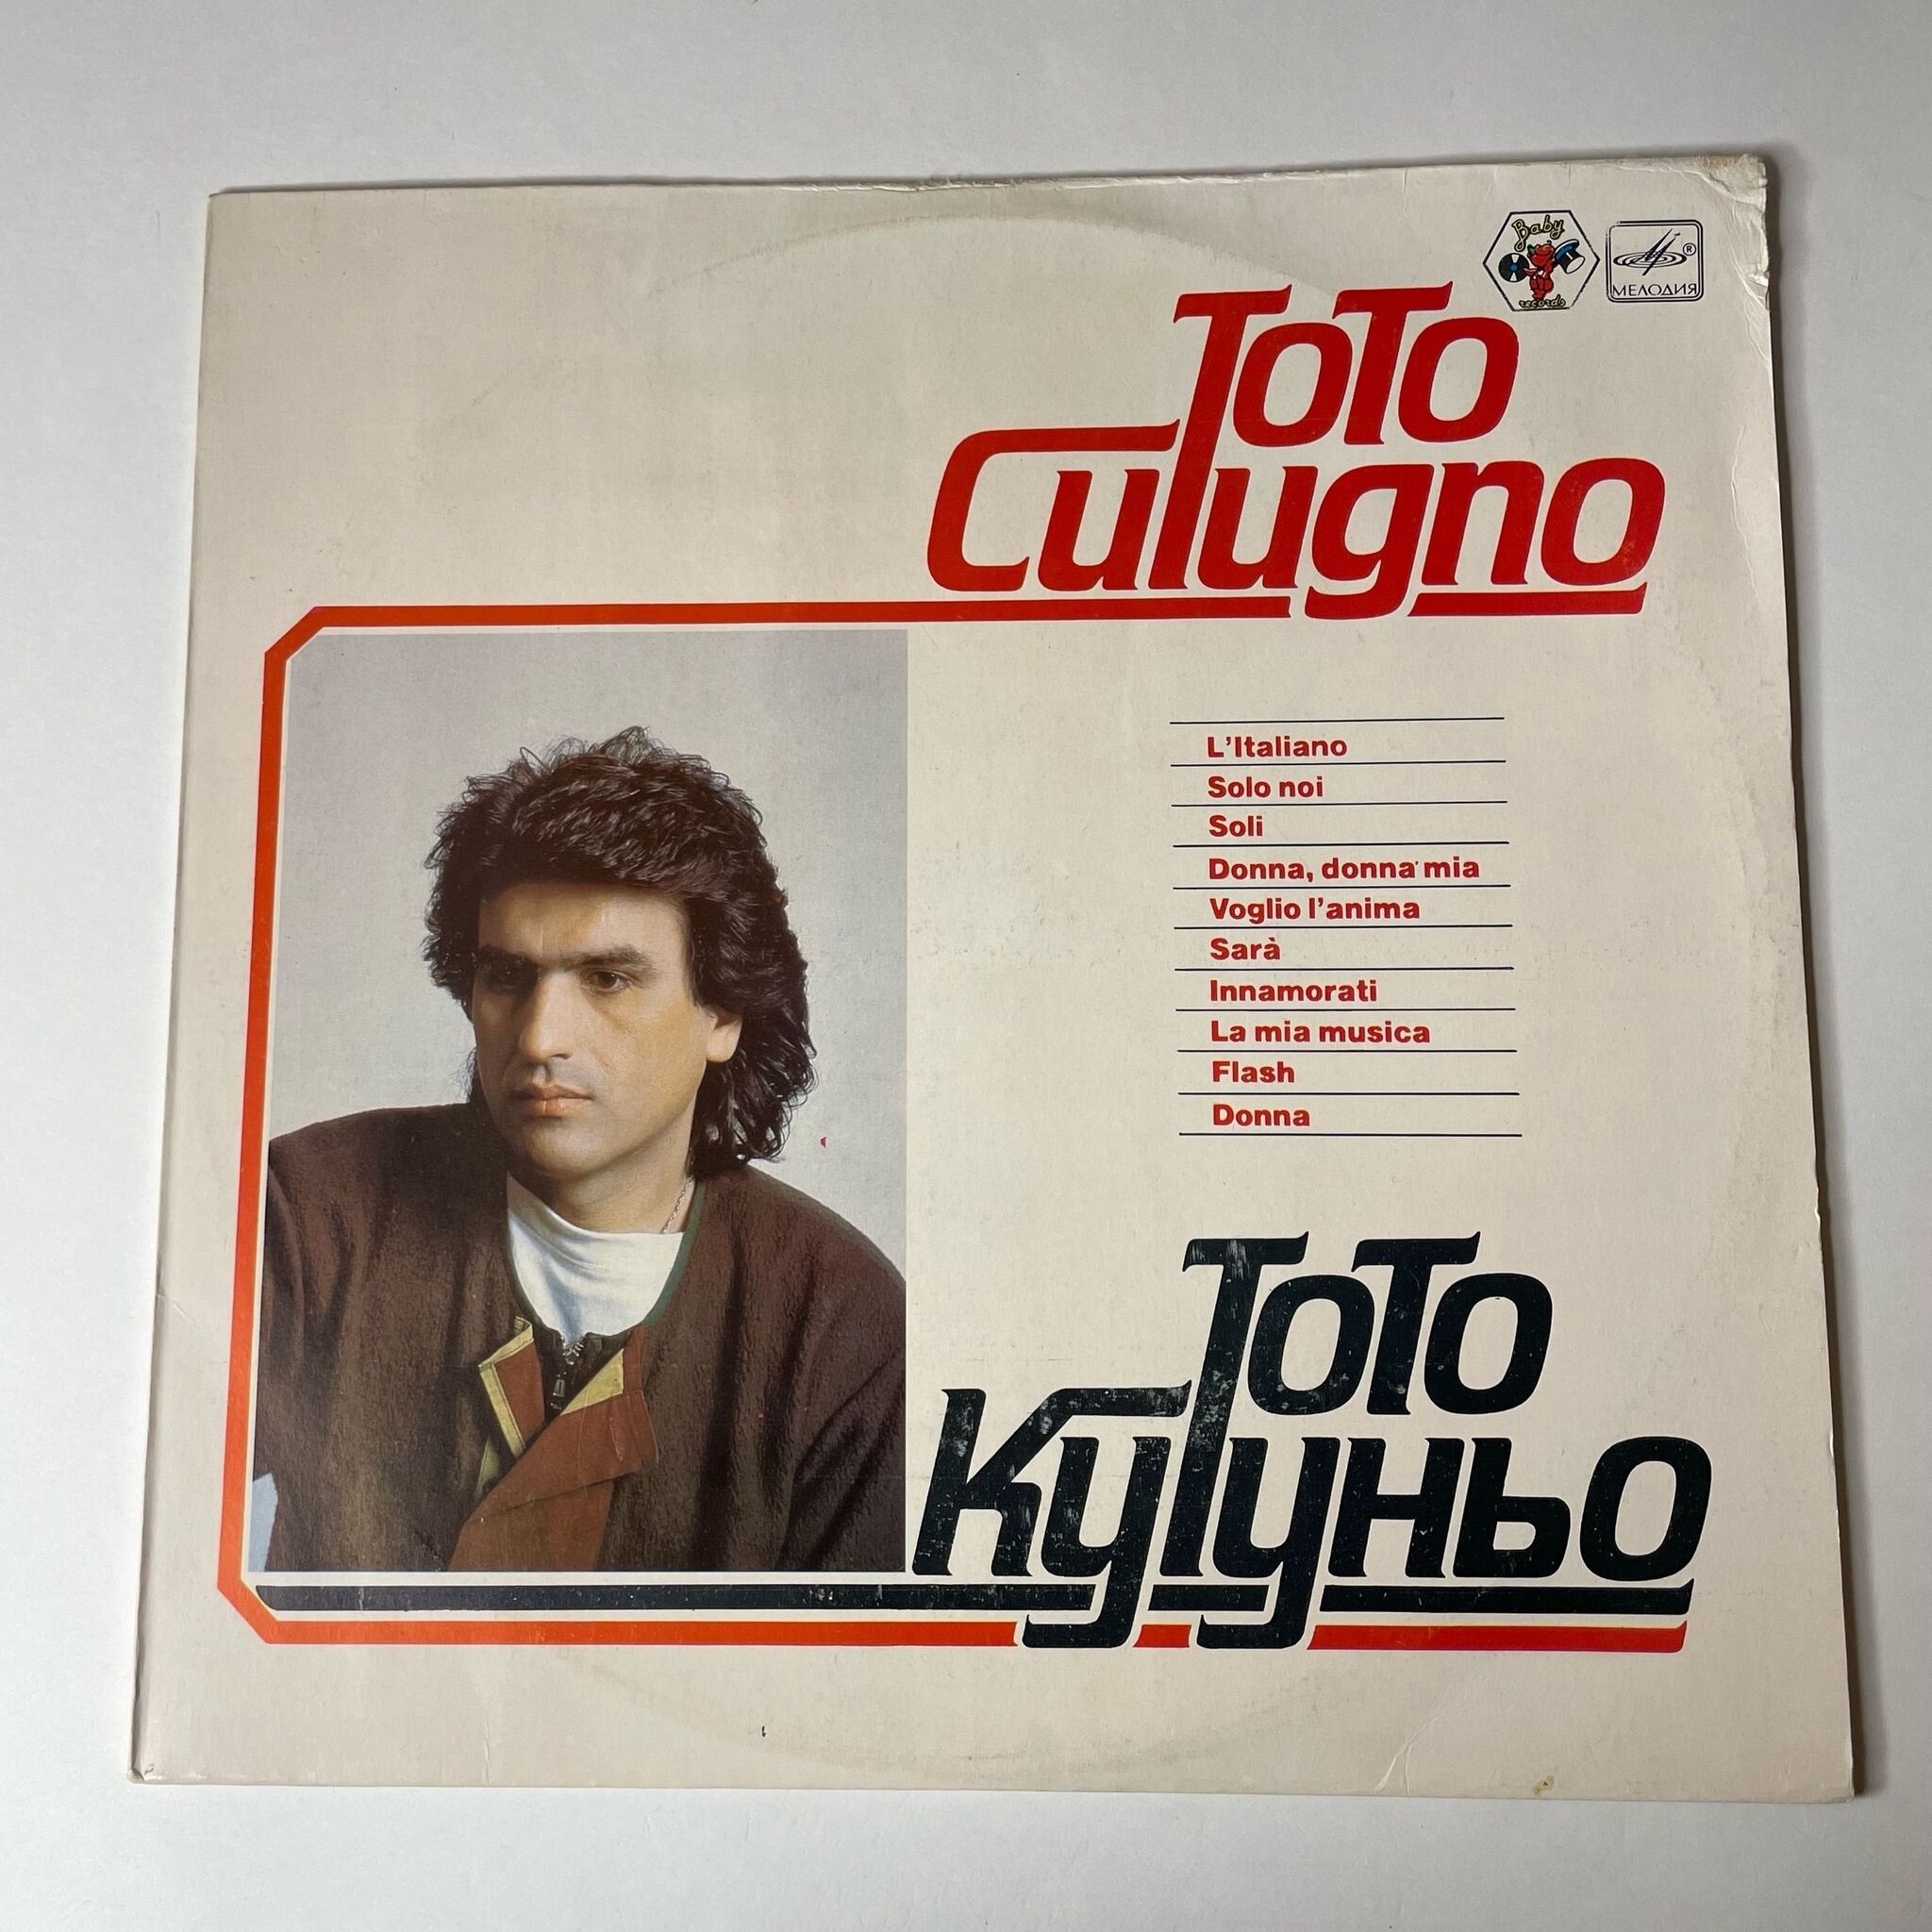 Baby
records
МЕЛОДИЯ
®
ToTo
Cutugno
L'Italiano
Solo noi
Soli
Donna, donna mia
Voglio l'anima
Sarà
Innamorati
La mia musica
Flash
Donna
ТоТо
Кутуньо